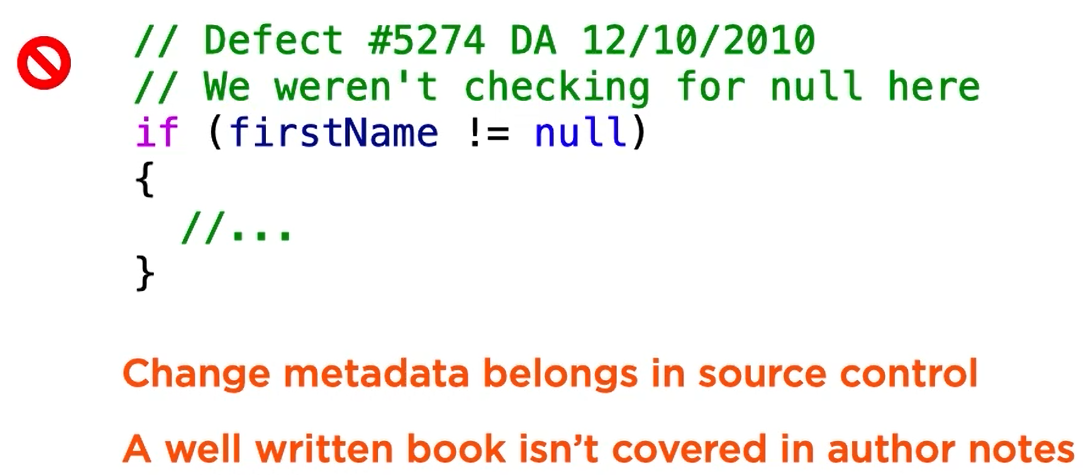 // Defect #5274 DA 12/10/2010
// We weren't checking for null here
if (firstName != null)
{
//...
}
Change metadata belongs in source control
A well written book isn’t covered in author notes